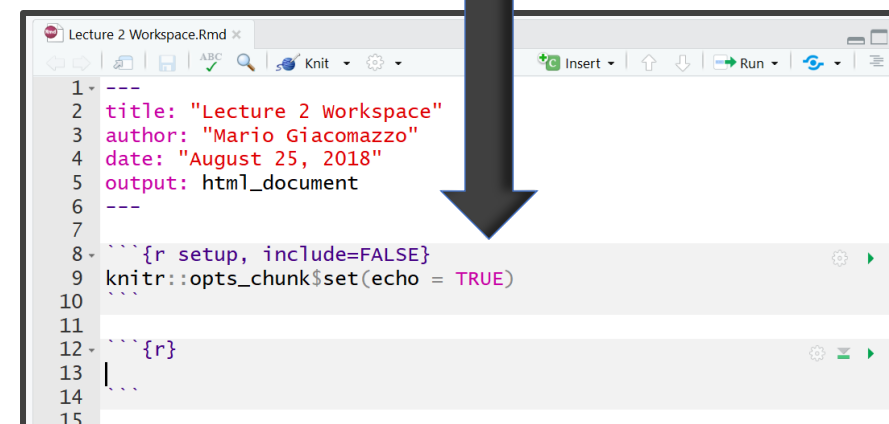 Lecture 2 Workspace.Rmd ×
ABC Knit Insert Run
1 ---
2 title: "Lecture 2 Workspace"
3 author: "Mario Giacomazzo"
4 date: "August 25, 2018"
5 output: html_document
6 ---
7
8 ```{r setup, include=FALSE}
9 knitr::opts_chunk$set(echo = TRUE)
10 ```
11
12 ```{r}
13
14 ```
15